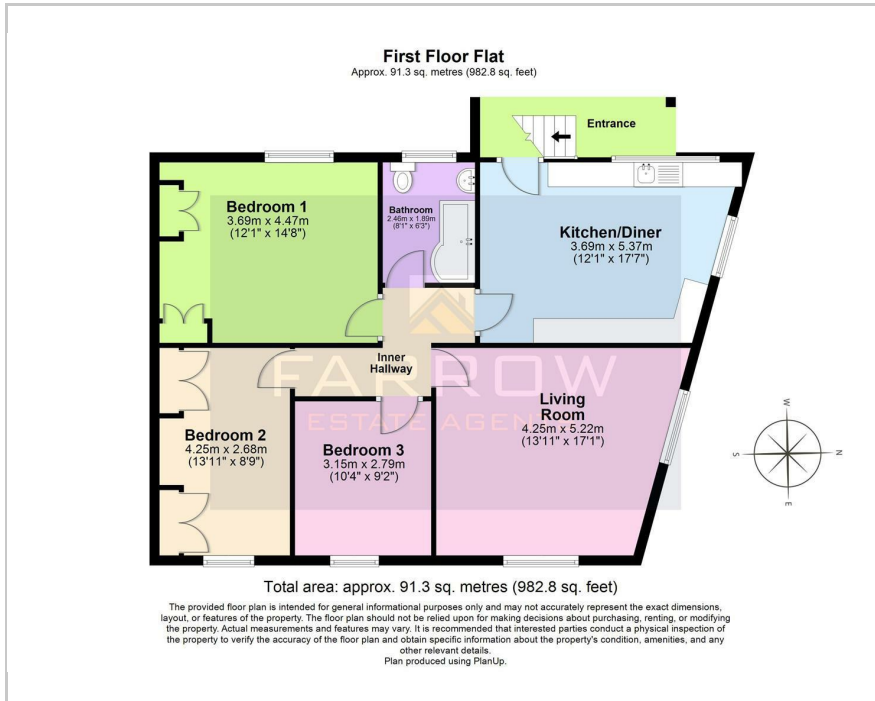 First Floor Flat
Approx. 91.3 sq. metres (982.8 sq. feet)
Entrance
Bedroom 1
3.69m x 4.47m
(12'1" x 14'8")
Bathroom
2.46m x 1.89m
(8'1" x 6'3")
Kitchen/Diner
3.69m x 5.37m
(12'1" x 17'7")
Inner
Hallway
FARROW
ESTATE AGEN
Living
Room
4.25m x 5.22m
(13'11" x 17'1")
Bedroom 2
4.25m x 2.68m
(13'11" x 8'9")
Bedroom 3
3.15m x 2.79m
(10'4" x 9'2")
W
S
N
E
Total area: approx. 91.3 sq. metres (982.8 sq. feet)
The provided floor plan is intended for general informational purposes only and may not accurately represent the exact dimensions,
layout, or features of the property. The floor plan should not be relied upon for making decisions about purchasing, renting, or modifying
the property. Actual measurements and features may vary. It is recommended that interested parties conduct a physical inspection of
the property to verify the accuracy of the floor plan and obtain specific information about the property's condition, amenities, and any
other relevant details.
Plan produced using PlanUp.